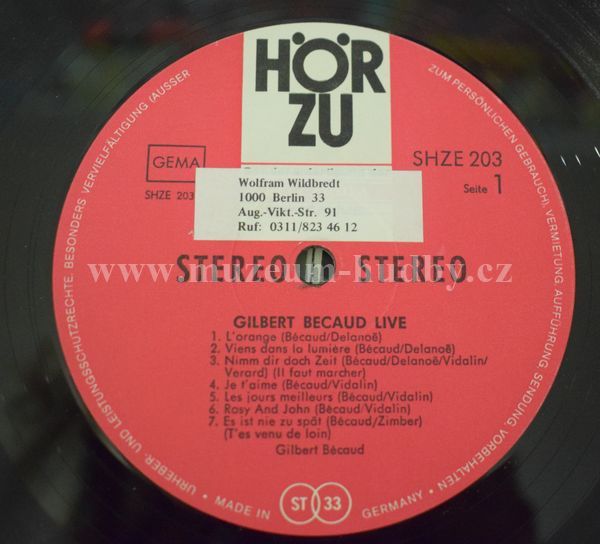 HÖR
ZU
GEMA
SHZE 203
SHZE 203
Seite 1
Wolfram Wildbredt
1000 Berlin 33
Aug.-Vikt.-Str. 91
Ruf: 0311/823 46 12
STEREO STEREO
www.muzeum-hudby.cz
GILBERT BECAUD LIVE
1. L'orange (Bécaud/Delanoë)
2. Viens dans la lumière (Bécaud/Delanoë)
3. Nimm dir doch Zeit (Bécaud/Delanoë/Vidalin/
Verard) (Il faut marcher)
4. Je t'aime (Bécaud/Vidalin)
5. Les jours meilleurs (Bécaud/Vidalin)
6. Rosy And John (Bécaud/Vidalin)
7. Es ist nie zu spät (Bécaud/Zimber)
(T'es venu de loin)
Gilbert Bécaud
URHEBER- UND LEISTUNGSSCHUTZRECHTE. BESONDERS VERVIELFÄLTIGUNG (AUSSER
ZUM PERSÖNLICHEN GEBRAUCH), VERMIETUNG, AUFFÜHRUNG, SENDUNG VORBEHALTEN
• MADE IN ST 33 GERMANY •